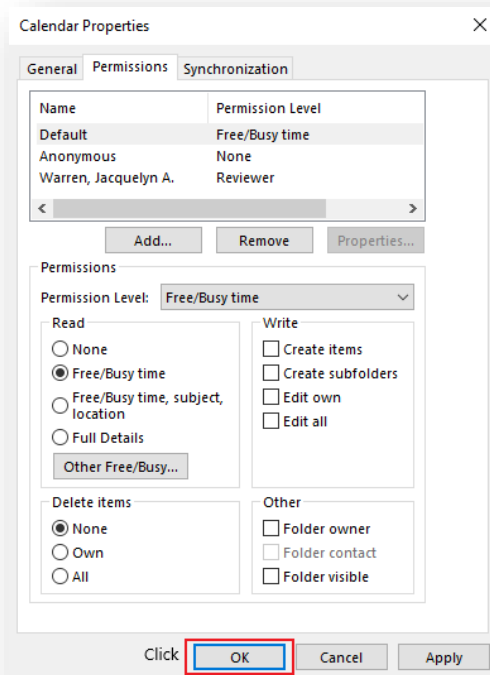 Calendar Properties
General Permissions Synchronization
Name Permission Level
Default Free/Busy time
Anonymous None
Warren, Jacquelyn A. Reviewer
Add... Remove Properties...
Permissions
Permission Level: Free/Busy time
Read Write
None Create items
Free/Busy time Create subfolders
Free/Busy time, subject, Edit own
location Edit all
Full Details
Other Free/Busy...
Delete items Other
None Folder owner
Own Folder contact
All Folder visible
Click OK Cancel Apply